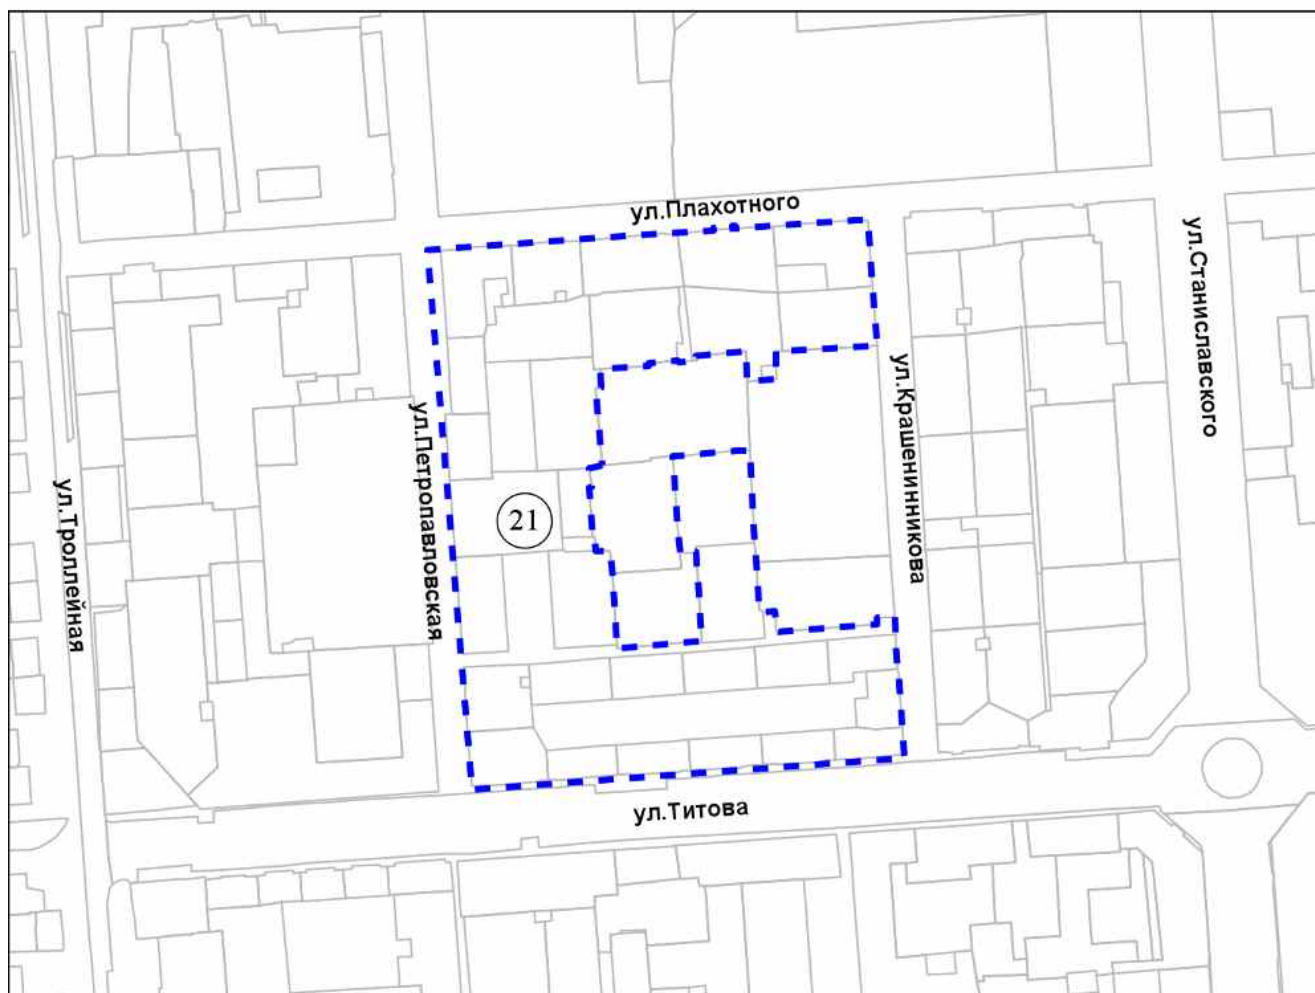 ул.Плахотного
ул.Станиславского
ул.Крашенинникова
ул.Петропавловская
ул.Троллейная
21
ул.Титова